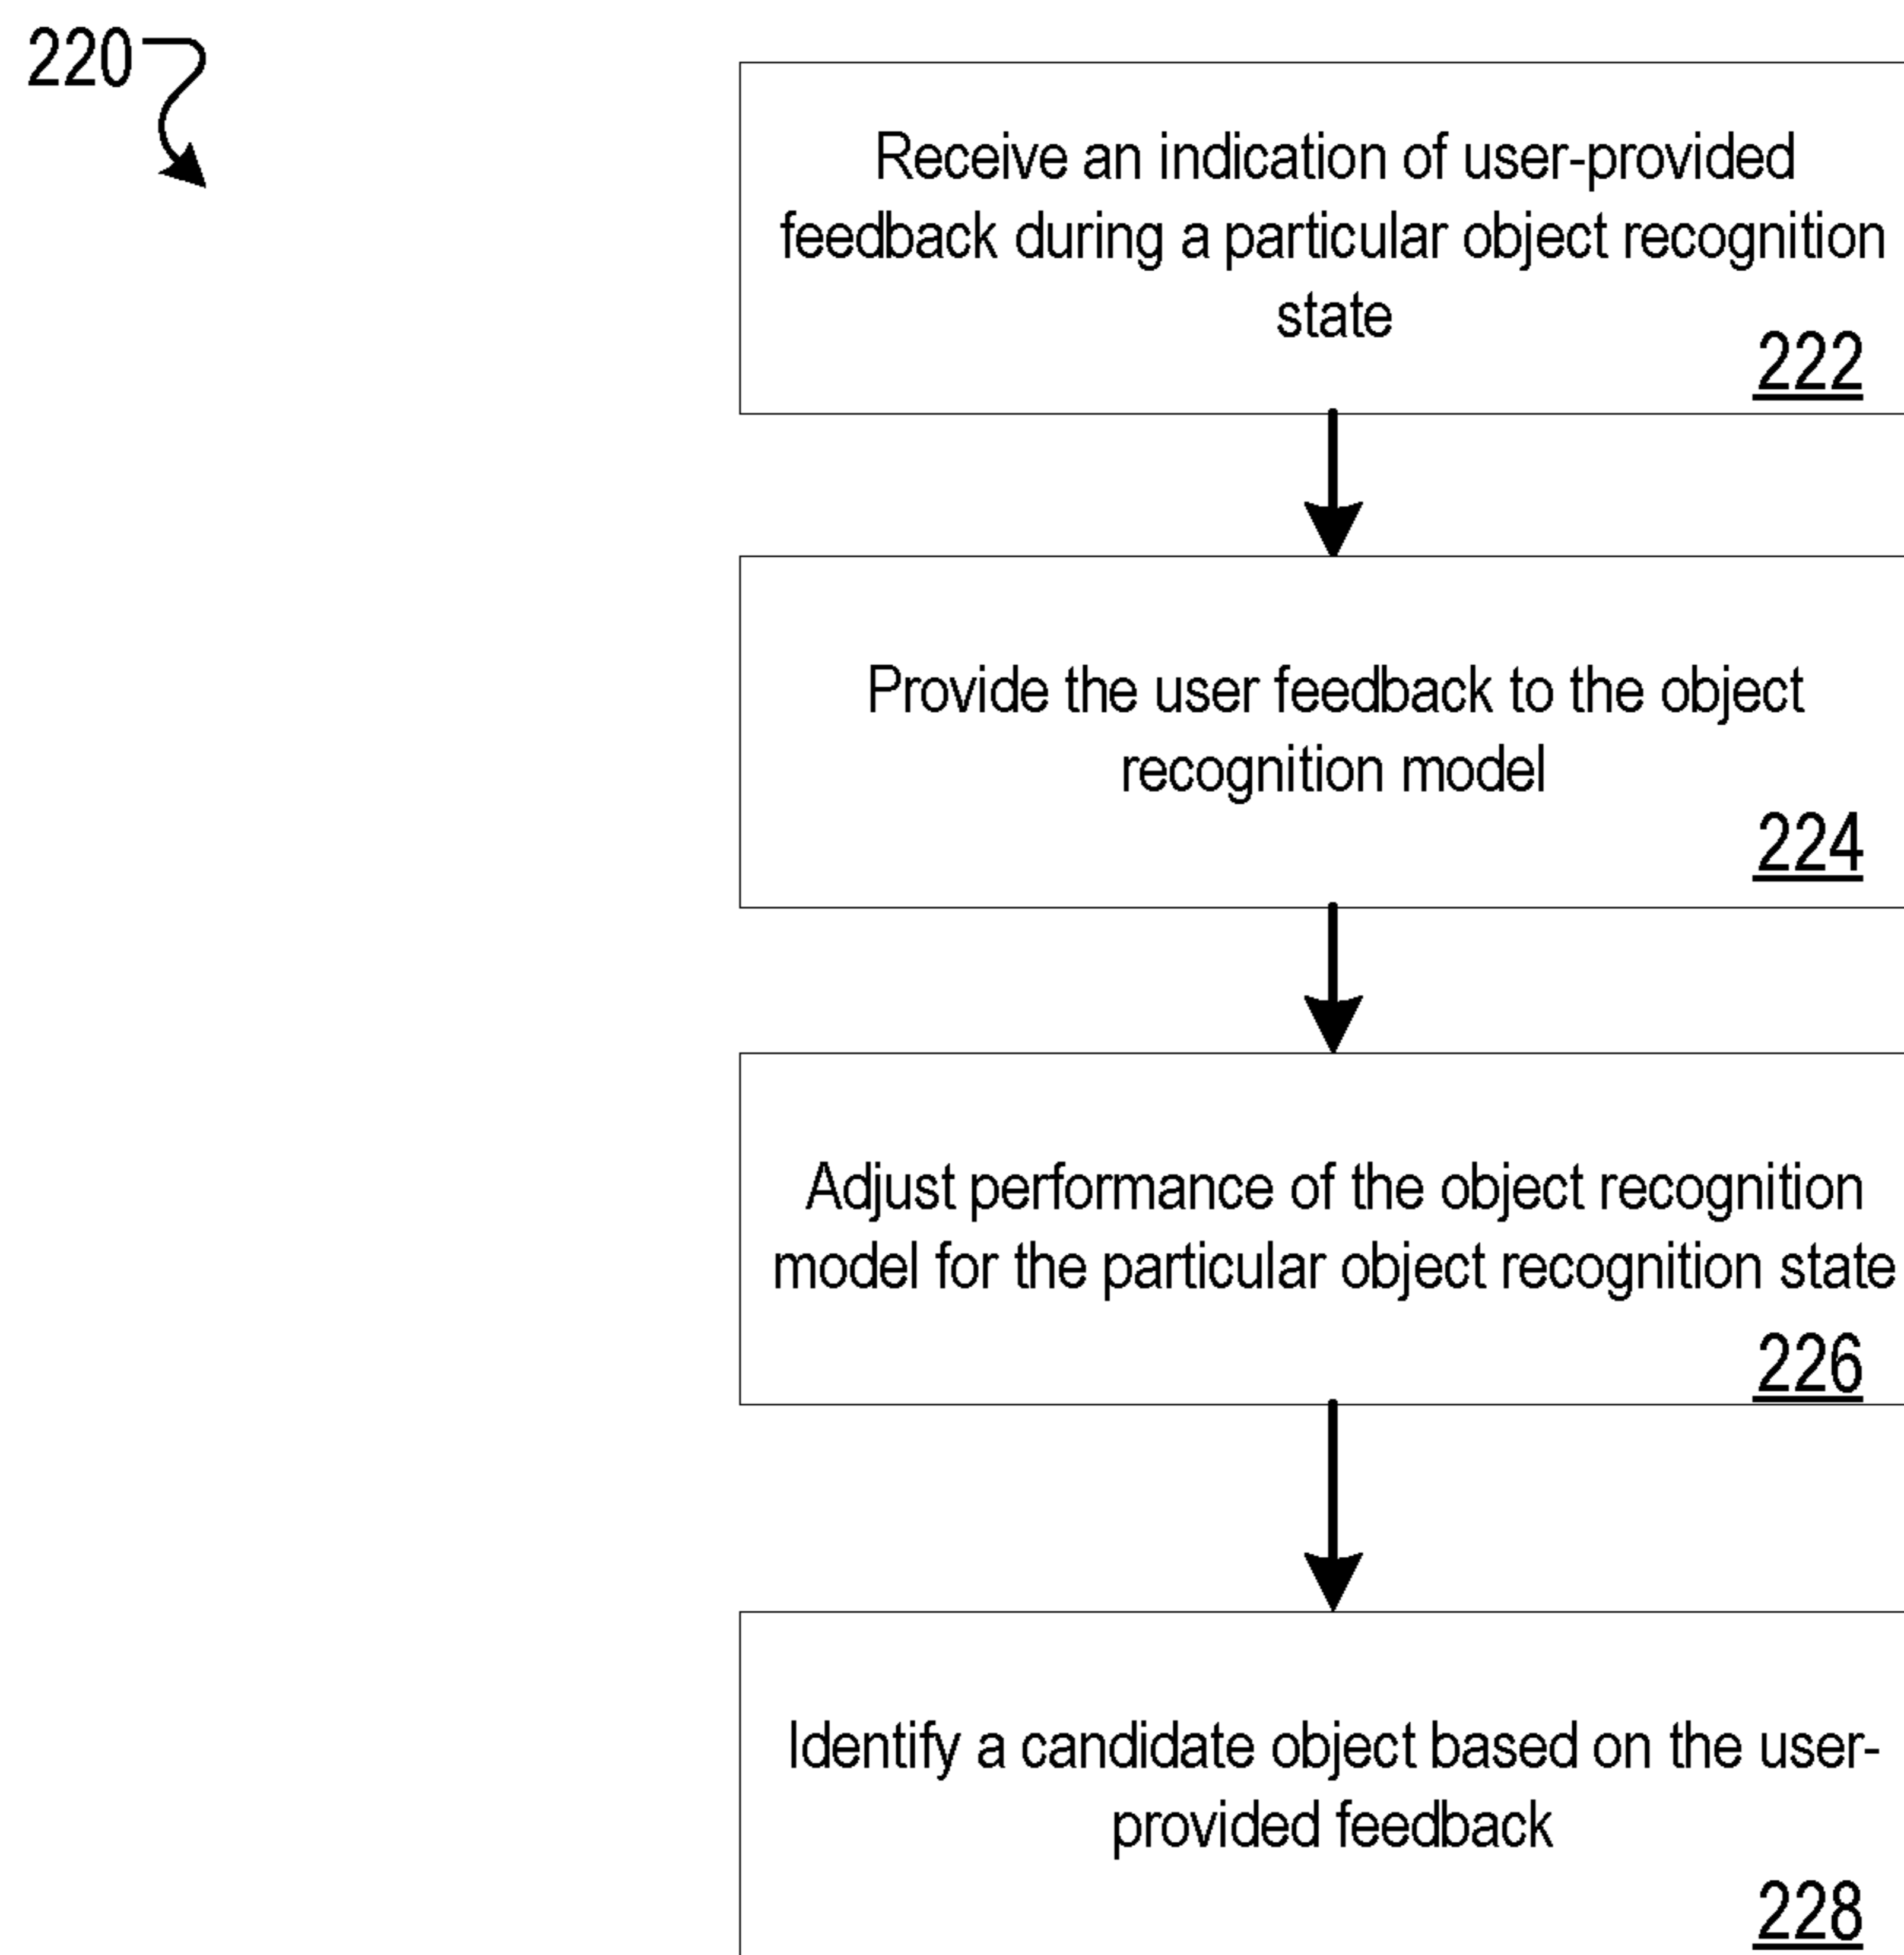 220
Receive an indication of user-provided
feedback during a particular object recognition
state
222
Provide the user feedback to the object
recognition model
224
Adjust performance of the object recognition
model for the particular object recognition state
226
Identify a candidate object based on the user-
provided feedback
228